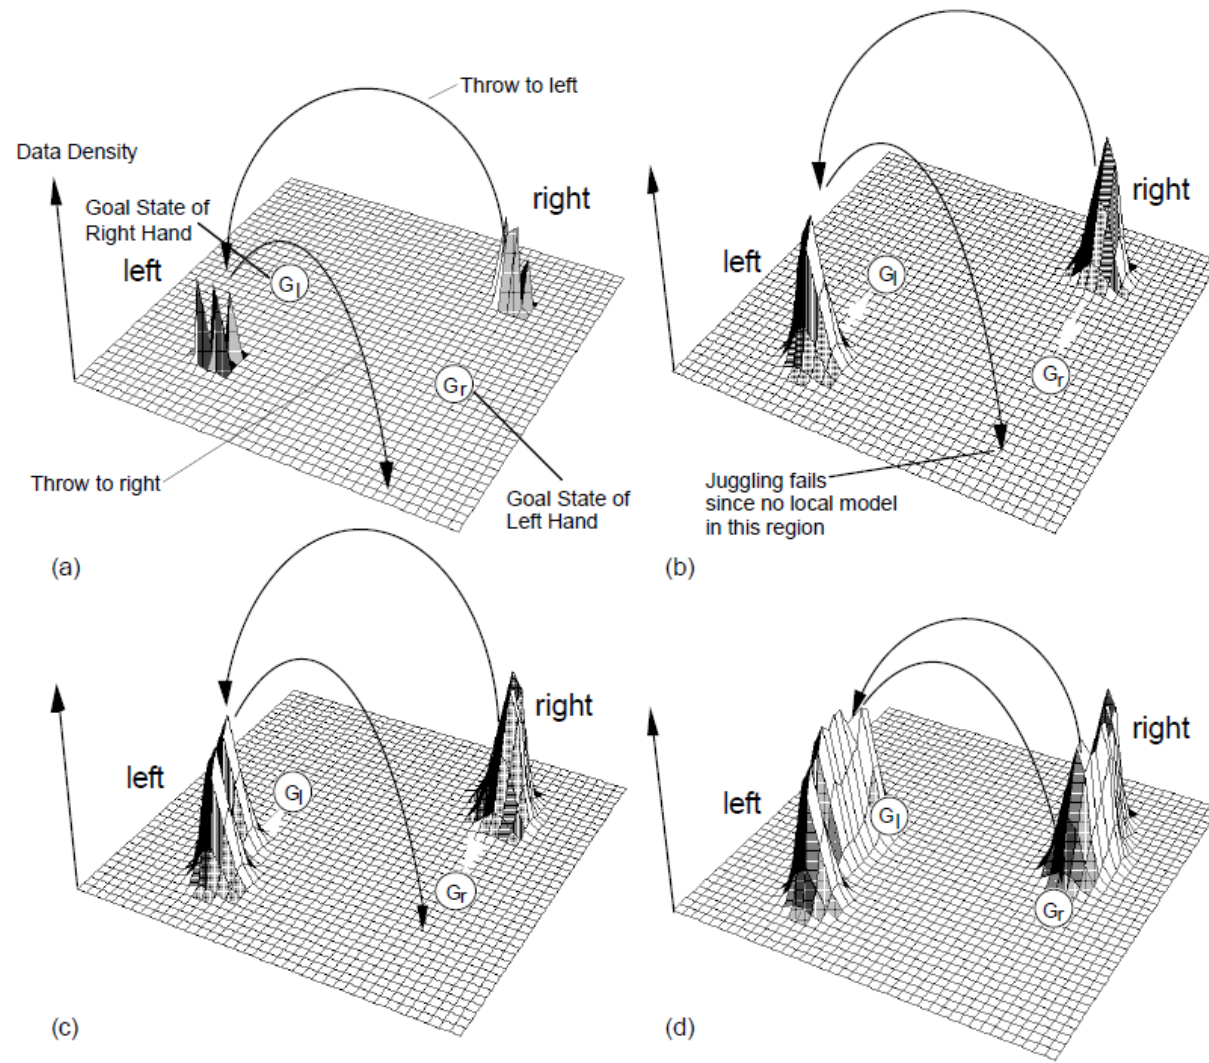 Throw to left
Data Density
right
Goal State of
Right Hand
left
Gl
Gr
Throw to right
Goal State of
Left Hand
(a)
right
left
Gl
Gr
Juggling fails
since no local model
in this region
(b)
right
left
Gl
Gr
(c)
right
left
Gl
Gr
(d)